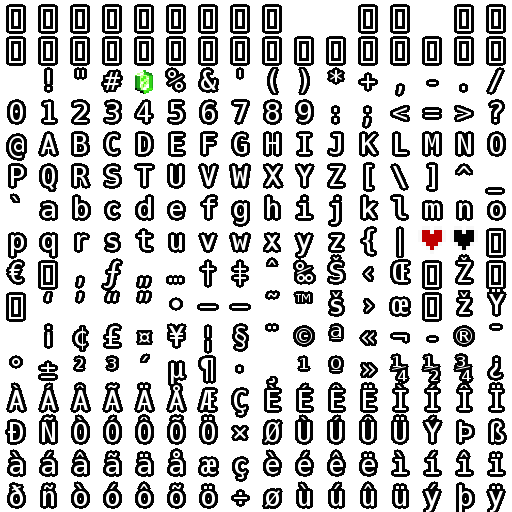 ! " # % & ' ( ) * + , - . /
0 1 2 3 4 5 6 7 8 9 : ; < = > ?
@ A B C D E F G H I J K L M N O
P Q R S T U V W X Y Z [ \ ] ^ _
` a b c d e f g h i j k l m n o
p q r s t u v w x y z { |
€ ‚ ƒ „ … † ‡ ˆ ‰ Š ‹ Œ Ž
‘ ’ “ ” • – — ˜ ™ š › œ ž Ÿ
¡ ¢ £ ¤ ¥ ¦ § ¨ © ª « ¬ - ® ¯
° ± ² ³ ´ µ ¶ · ¸ ¹ º » ¼ ½ ¾ ¿
À Á Â Ã Ä Å Æ Ç È É Ê Ë Ì Í Î Ï
Ð Ñ Ò Ó Ô Õ Ö × Ø Ù Ú Û Ü Ý Þ ß
à á â ã ä å æ ç è é ê ë ì í î ï
ð ñ ò ó ô õ ö ÷ ø ù ú û ü ý þ ÿ